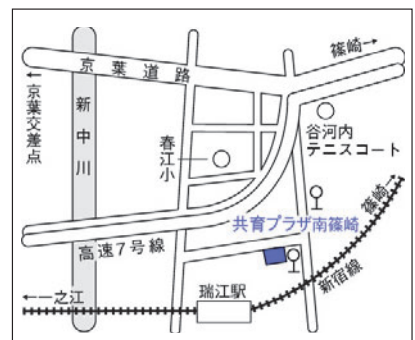 篠崎→
京葉道路
←京葉交差点
新中川
春江小
谷河内
テニスコート
篠崎→
共育プラザ南篠崎
高速7号線
新宿線
←一之江
瑞江駅